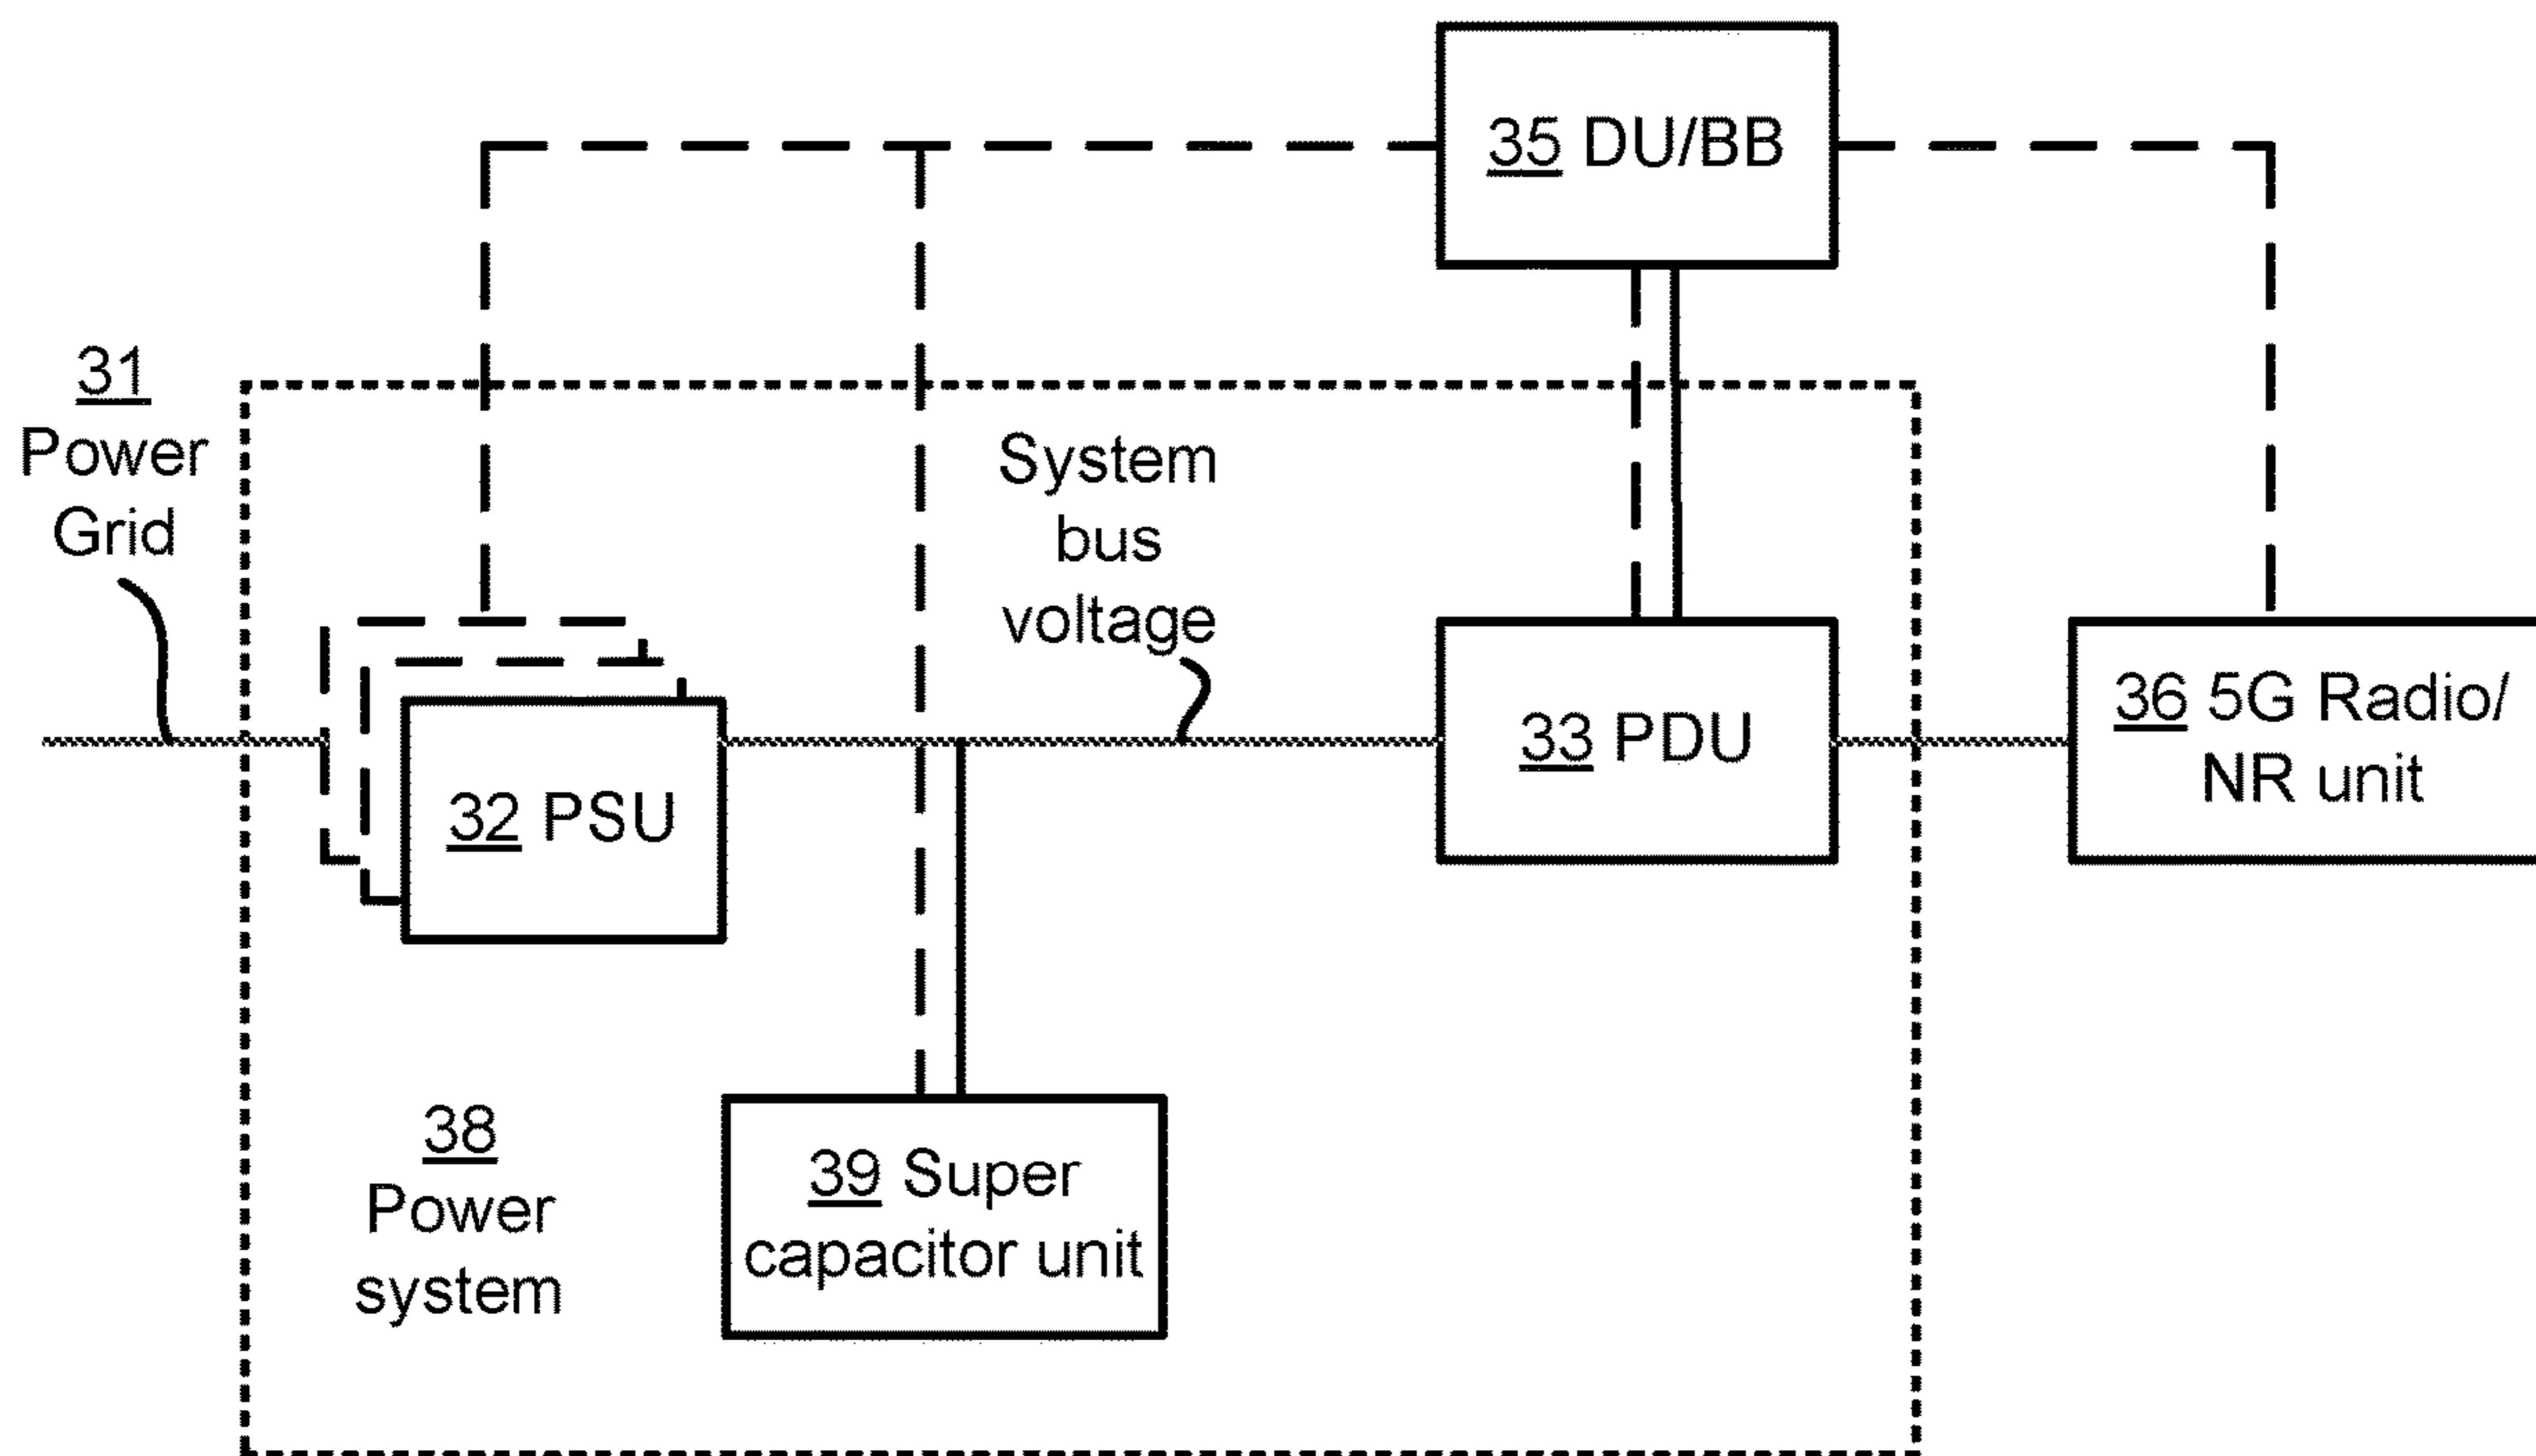 35 DU/BB
31
Power
Grid
System
bus
voltage
32 PSU
33 PDU
36 5G Radio/
NR unit
38
Power
system
39 Super
capacitor unit